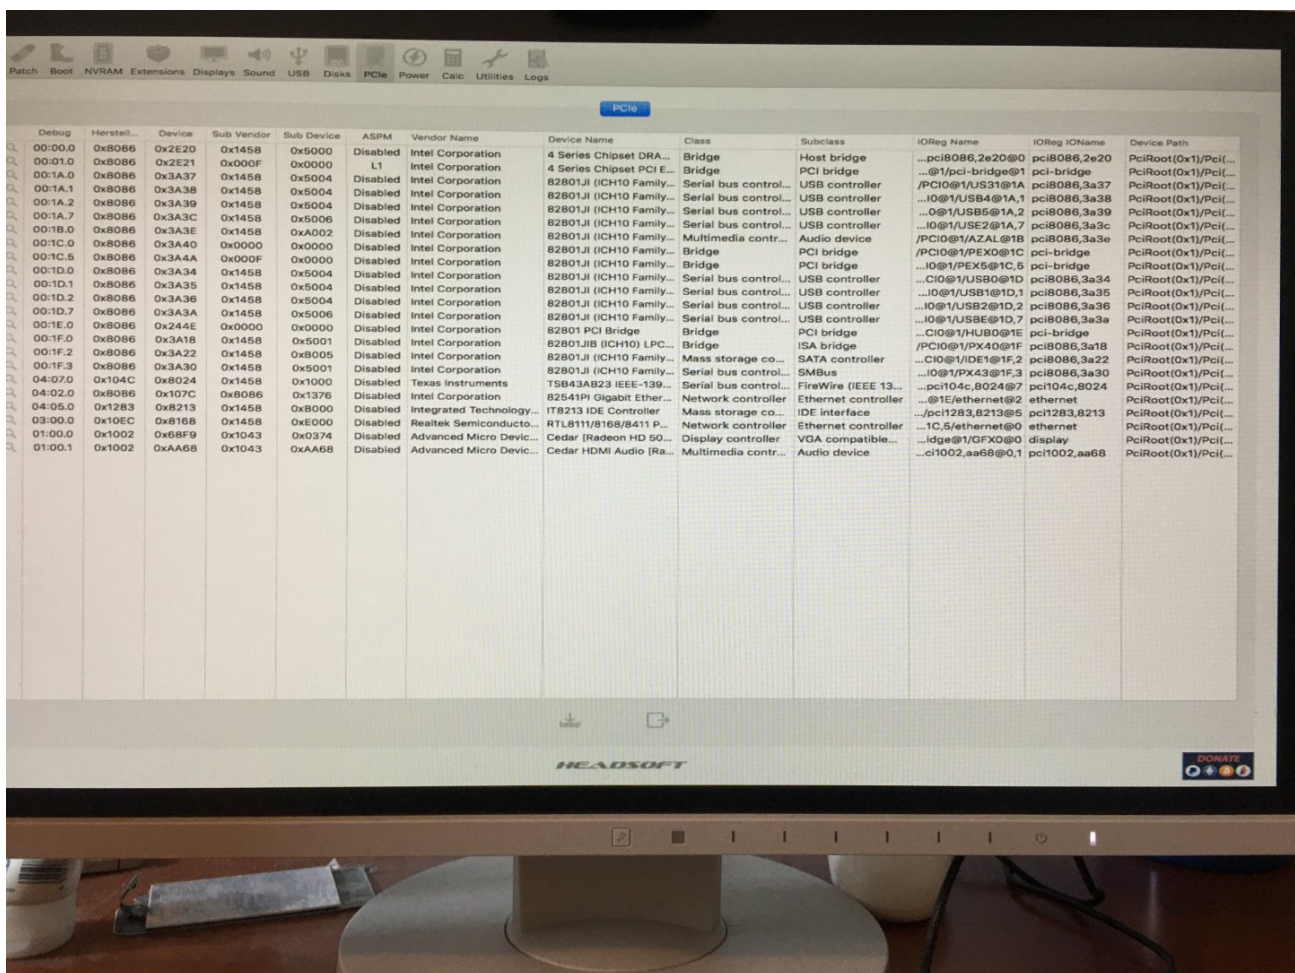 Patch Boot NVRAM Extensions Displays Sound USB Disks PCIe Power Calc Utilities Logs
PCIe
Debug Herstell... Device Sub Vendor Sub Device ASPM Vendor Name Device Name Class Subclass IOReg Name IOReg IOName Device Path
00:00.0 0x8086 0x2E20 0x1458 0x5000 Disabled Intel Corporation 4 Series Chipset DRA... Bridge Host bridge ...pci8086,2e20@0 pci8086,2e20 PciRoot(0x1)/Pci(...
00:01.0 0x8086 0x2E21 0x000F 0x0000 L1 Intel Corporation 4 Series Chipset PCI E... Bridge PCI bridge ...@1/pci-bridge@1 pci-bridge PciRoot(0x1)/Pci(...
00:1A.0 0x8086 0x3A37 0x1458 0x5004 Disabled Intel Corporation 82801JI (ICH10 Family... Serial bus control... USB controller /PCI0@1/US31@1A pci8086,3a37 PciRoot(0x1)/Pci(...
00:1A.1 0x8086 0x3A38 0x1458 0x5004 Disabled Intel Corporation 82801JI (ICH10 Family... Serial bus control... USB controller ...I0@1/USB4@1A,1 pci8086,3a38 PciRoot(0x1)/Pci(...
00:1A.2 0x8086 0x3A39 0x1458 0x5004 Disabled Intel Corporation 82801JI (ICH10 Family... Serial bus control... USB controller ...0@1/USB5@1A,2 pci8086,3a39 PciRoot(0x1)/Pci(...
00:1A.7 0x8086 0x3A3C 0x1458 0x5006 Disabled Intel Corporation 82801JI (ICH10 Family... Serial bus control... USB controller ...I0@1/USE2@1A,7 pci8086,3a3c PciRoot(0x1)/Pci(...
00:1B.0 0x8086 0x3A3E 0x1458 0xA002 Disabled Intel Corporation 82801JI (ICH10 Family... Multimedia contr... Audio device /PCI0@1/AZAL@1B pci8086,3a3e PciRoot(0x1)/Pci(...
00:1C.0 0x8086 0x3A40 0x0000 0x0000 Disabled Intel Corporation 82801JI (ICH10 Family... Bridge PCI bridge /PCI0@1/PEX0@1C pci-bridge PciRoot(0x1)/Pci(...
00:1C.5 0x8086 0x3A4A 0x000F 0x0000 Disabled Intel Corporation 82801JI (ICH10 Family... Bridge PCI bridge ...I0@1/PEX5@1C,5 pci-bridge PciRoot(0x1)/Pci(...
00:1D.0 0x8086 0x3A34 0x1458 0x5004 Disabled Intel Corporation 82801JI (ICH10 Family... Serial bus control... USB controller ...CI0@1/USB0@1D pci8086,3a34 PciRoot(0x1)/Pci(...
00:1D.1 0x8086 0x3A35 0x1458 0x5004 Disabled Intel Corporation 82801JI (ICH10 Family... Serial bus control... USB controller ...I0@1/USB1@1D,1 pci8086,3a35 PciRoot(0x1)/Pci(...
00:1D.2 0x8086 0x3A36 0x1458 0x5004 Disabled Intel Corporation 82801JI (ICH10 Family... Serial bus control... USB controller ...I0@1/USB2@1D,2 pci8086,3a36 PciRoot(0x1)/Pci(...
00:1D.7 0x8086 0x3A3A 0x1458 0x5006 Disabled Intel Corporation 82801JI (ICH10 Family... Serial bus control... USB controller ...I0@1/USBE@1D,7 pci8086,3a3a PciRoot(0x1)/Pci(...
00:1E.0 0x8086 0x244E 0x0000 0x0000 Disabled Intel Corporation 82801 PCI Bridge Bridge PCI bridge ...CI0@1/HUB0@1E pci-bridge PciRoot(0x1)/Pci(...
00:1F.0 0x8086 0x3A18 0x1458 0x5001 Disabled Intel Corporation 82801JIB (ICH10) LPC... Bridge ISA bridge /PCI0@1/PX40@1F pci8086,3a18 PciRoot(0x1)/Pci(...
00:1F.2 0x8086 0x3A22 0x1458 0xB005 Disabled Intel Corporation 82801JI (ICH10 Family... Mass storage co... SATA controller ...CI0@1/IDE1@1F,2 pci8086,3a22 PciRoot(0x1)/Pci(...
00:1F.3 0x8086 0x3A30 0x1458 0x5001 Disabled Intel Corporation 82801JI (ICH10 Family... Serial bus control... SMBus ...I0@1/PX43@1F,3 pci8086,3a30 PciRoot(0x1)/Pci(...
04:07.0 0x104C 0x8024 0x1458 0x1000 Disabled Texas Instruments TSB43AB23 IEEE-139... Serial bus control... FireWire (IEEE 13... ...pci104c,8024@7 pci104c,8024 PciRoot(0x1)/Pci(...
04:02.0 0x8086 0x107C 0x8086 0x1376 Disabled Intel Corporation 82541PI Gigabit Ether... Network controller Ethernet controller ...@1E/ethernet@2 ethernet PciRoot(0x1)/Pci(...
04:05.0 0x1283 0x8213 0x1458 0xB000 Disabled Integrated Technology... IT8213 IDE Controller Mass storage co... IDE interface .../pci1283,8213@5 pci1283,8213 PciRoot(0x1)/Pci(...
03:00.0 0x10EC 0x8168 0x1458 0xE000 Disabled Realtek Semiconducto... RTL8111/8168/8411 P... Network controller Ethernet controller ...1C,5/ethernet@0 ethernet PciRoot(0x1)/Pci(...
01:00.0 0x1002 0x68F9 0x1043 0x0374 Disabled Advanced Micro Devic... Cedar [Radeon HD 50... Display controller VGA compatible... ...idge@1/GFX0@0 display PciRoot(0x1)/Pci(...
01:00.1 0x1002 0xAA68 0x1043 0xAA68 Disabled Advanced Micro Devic... Cedar HDMI Audio [Ra... Multimedia contr... Audio device ...ci1002,aa68@0,1 pci1002,aa68 PciRoot(0x1)/Pci(...
HEADSOFT
DONATE